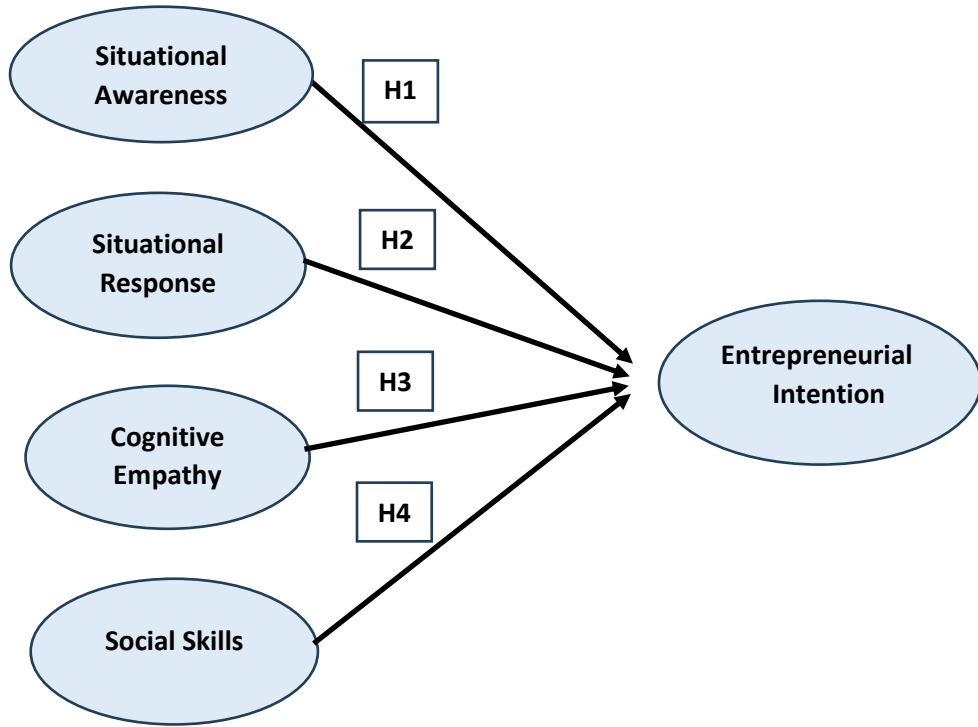 Situational
Awareness
H1
Situational
Response
H2
Entrepreneurial
Intention
H3
Cognitive
Empathy
H4
Social Skills